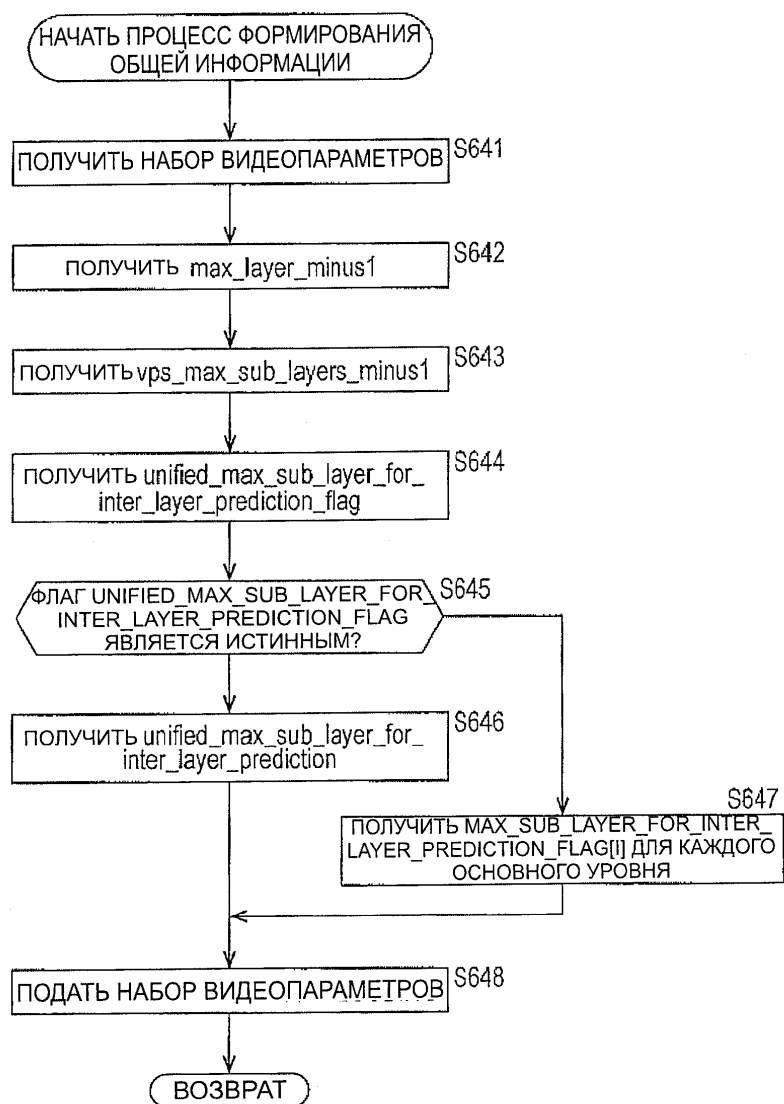 НАЧАТЬ ПРОЦЕСС ФОРМИРОВАНИЯ
ОБЩЕЙ ИНФОРМАЦИИ
ПОЛУЧИТЬ НАБОР ВИДЕОПАРАМЕТРОВ
S641
ПОЛУЧИТЬ max_layer_minus1
S642
ПОЛУЧИТЬ vps_max_sub_layers_minus1
S643
ПОЛУЧИТЬ unified_max_sub_layer_for_
inter_layer_prediction_flag
S644
ФЛАГ UNIFIED_MAX_SUB_LAYER_FOR_
INTER_LAYER_PREDICTION_FLAG
ЯВЛЯЕТСЯ ИСТИННЫМ?
S645
ПОЛУЧИТЬ unified_max_sub_layer_for_
inter_layer_prediction
S646
S647
ПОЛУЧИТЬ MAX_SUB_LAYER_FOR_INTER_
LAYER_PREDICTION_FLAG[I] ДЛЯ КАЖДОГО
ОСНОВНОГО УРОВНЯ
ПОДАТЬ НАБОР ВИДЕОПАРАМЕТРОВ
S648
ВОЗВРАТ